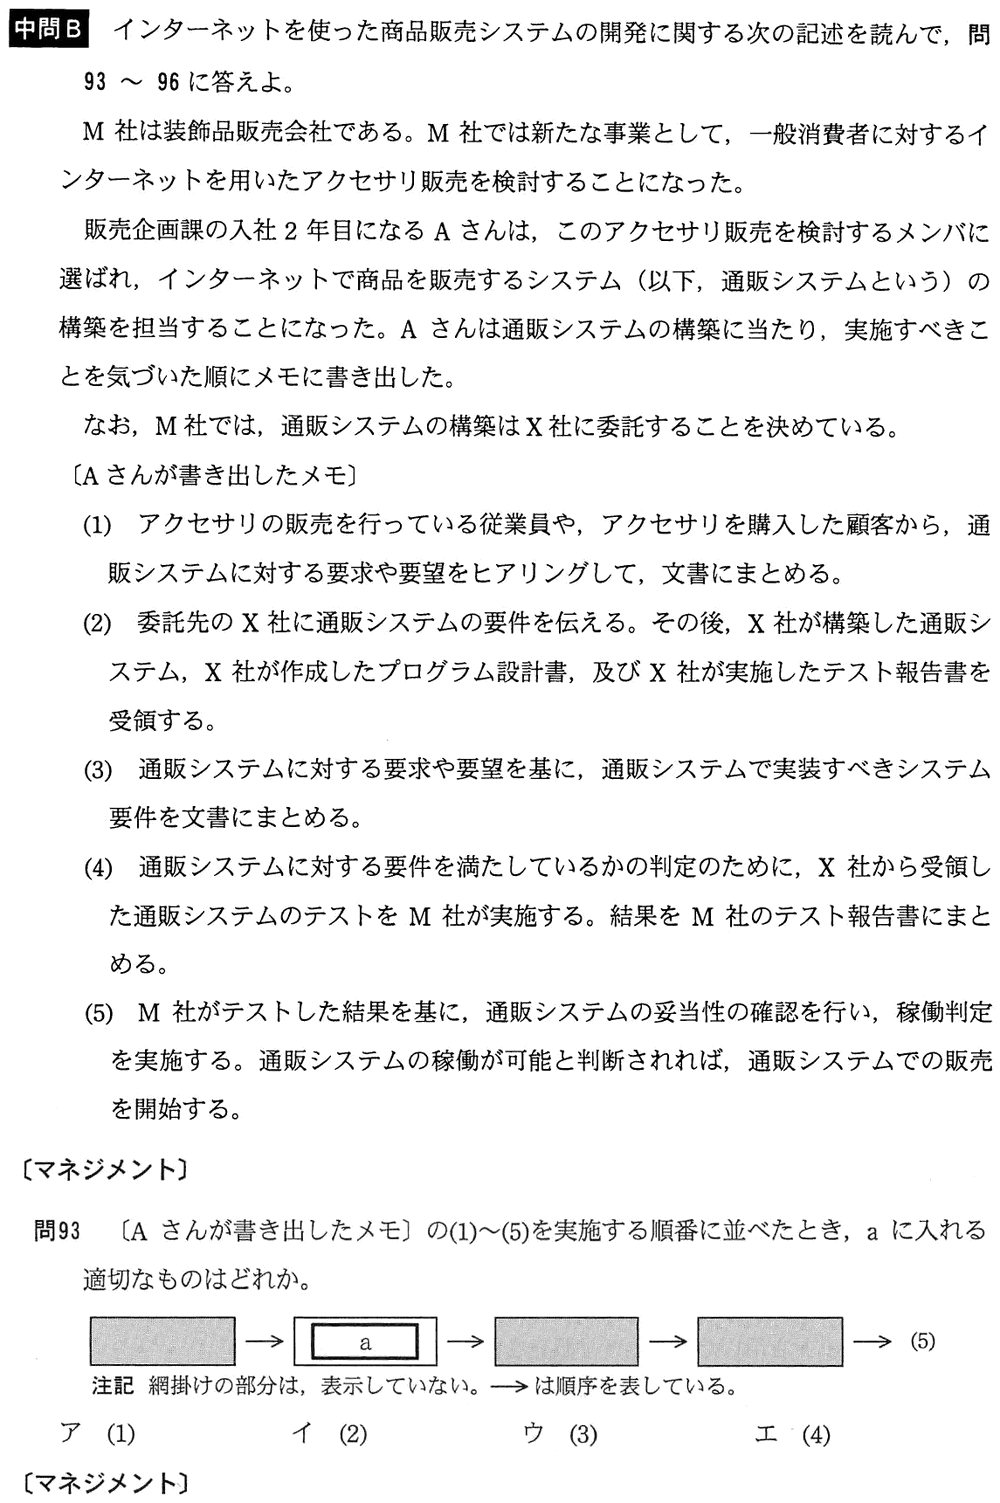 中問B インターネットを使った商品販売システムの開発に関する次の記述を読んで，問
93 ～ 96 に答えよ。
M 社は装飾品販売会社である。M 社では新たな事業として，一般消費者に対するイ
ンターネットを用いたアクセサリ販売を検討することになった。
販売企画課の入社 2 年目になる A さんは，このアクセサリ販売を検討するメンバに
選ばれ，インターネットで商品を販売するシステム（以下，通販システムという）の
構築を担当することになった。A さんは通販システムの構築に当たり，実施すべきこ
とを気づいた順にメモに書き出した。
なお，M 社では，通販システムの構築は X 社に委託することを決めている。
〔A さんが書き出したメモ〕
(1) アクセサリの販売を行っている従業員や，アクセサリを購入した顧客から，通
販システムに対する要求や要望をヒアリングして，文書にまとめる。
(2) 委託先の X 社に通販システムの要件を伝える。その後，X 社が構築した通販シ
ステム，X 社が作成したプログラム設計書，及び X 社が実施したテスト報告書を
受領する。
(3) 通販システムに対する要求や要望を基に，通販システムで実装すべきシステム
要件を文書にまとめる。
(4) 通販システムに対する要件を満たしているかの判定のために，X 社から受領し
た通販システムのテストを M 社が実施する。結果を M 社のテスト報告書にまと
める。
(5) M 社がテストした結果を基に，通販システムの妥当性の確認を行い，稼働判定
を実施する。通販システムの稼働が可能と判断されれば，通販システムでの販売
を開始する。
〔マネジメント〕
問93 〔A さんが書き出したメモ〕の(1)～(5)を実施する順番に並べたとき，a に入れる
適切なものはどれか。
→ a → → → (5)
注記 網掛けの部分は，表示していない。→ は順序を表している。
ア (1) イ (2) ウ (3) エ (4)
〔マネジメント〕